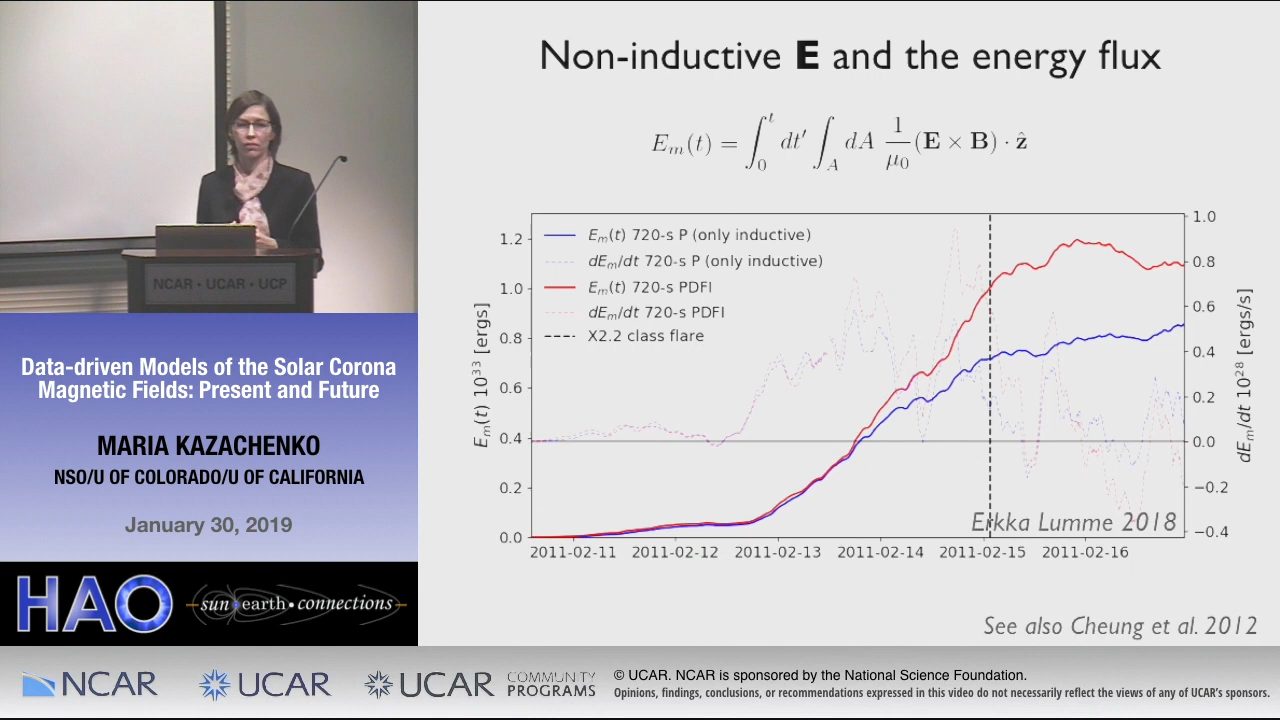 Non-inductive E and the energy flux
E_m(t) = ∫_0^t dt′ ∫_A dA 1/μ_0 (E × B) · ẑ
NCAR • UCAR • UCP
E_m(t) 720-s P (only inductive)
dE_m/dt 720-s P (only inductive)
E_m(t) 720-s PDFI
dE_m/dt 720-s PDFI
X2.2 class flare
E_m(t) 10^33 [ergs]
1.2
1.0
0.8
0.6
0.4
0.2
0.0
1.0
0.8
0.6
0.4
0.2
0.0
−0.2
−0.4
dE_m/dt 10^28 [ergs/s]
2011-02-11 2011-02-12 2011-02-13 2011-02-14 2011-02-15 2011-02-16
Erkka Lumme 2018
See also Cheung et al. 2012
Data-driven Models of the Solar Corona
Magnetic Fields: Present and Future
MARIA KAZACHENKO
NSO/U OF COLORADO/U OF CALIFORNIA
January 30, 2019
HAO
sun•earth•connections
NCAR
UCAR
UCAR
COMMUNITY
PROGRAMS
© UCAR. NCAR is sponsored by the National Science Foundation.
Opinions, findings, conclusions, or recommendations expressed in this video do not necessarily reflect the views of any of UCAR's sponsors.